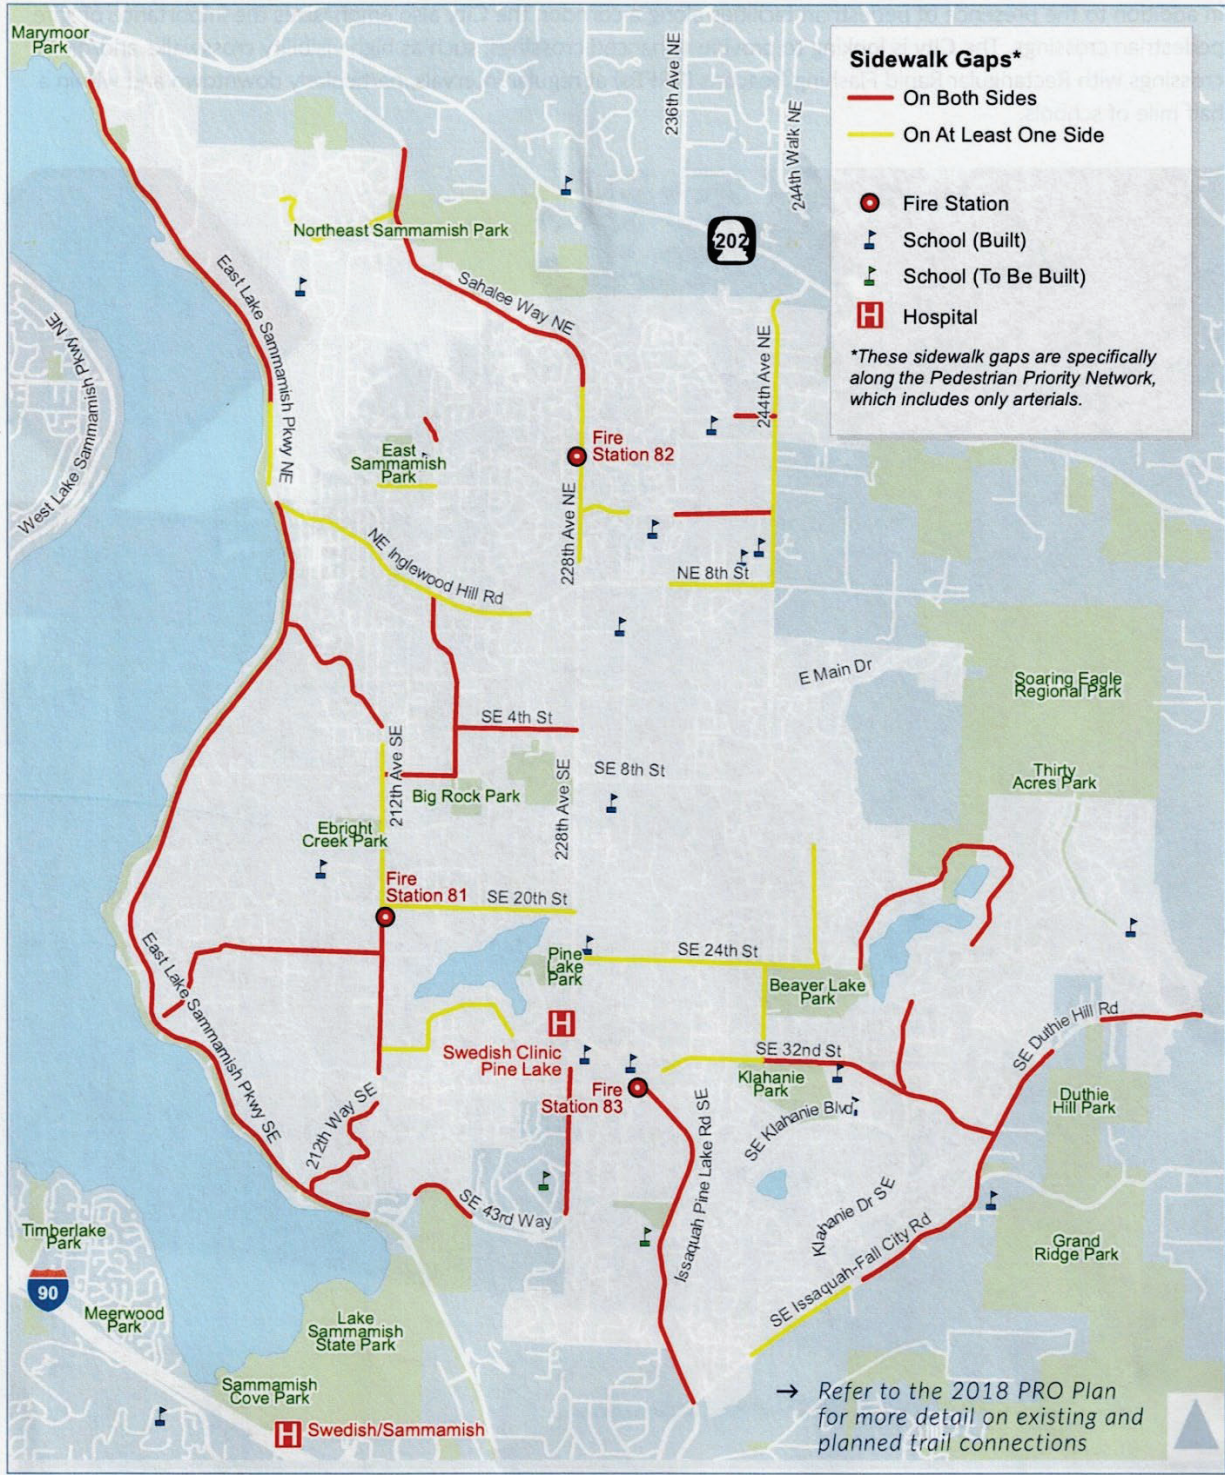 Marymoor
Park
236th Ave NE
244th Walk NE
Sidewalk Gaps*
On Both Sides
On At Least One Side
Fire Station
School (Built)
School (To Be Built)
H Hospital
*These sidewalk gaps are specifically
along the Pedestrian Priority Network,
which includes only arterials.
202
Northeast Sammamish Park
East Lake Sammamish Pkwy NE
Sahalee Way NE
West Lake Sammamish Pkwy NE
244th Ave NE
East
Sammamish
Park
Fire
Station 82
228th Ave NE
NE Inglewood Hill Rd
NE 8th St
E Main Dr
Soaring Eagle
Regional Park
SE 4th St
212th Ave SE
228th Ave SE
SE 8th St
Thirty
Acres Park
Big Rock Park
Ebright
Creek Park
Fire
Station 81
SE 20th St
East Lake Sammamish Pkwy SE
Pine
Lake
Park
SE 24th St
Beaver Lake
Park
SE Duthie Hill Rd
H
Swedish Clinic
Pine Lake
SE 32nd St
Klahanie
Park
Fire
Station 83
Duthie
Hill Park
SE Klahanie Blvd
212th Way SE
Issaquah Pine Lake Rd SE
SE 43rd Way
Klahanie Dr SE
Timberlake
Park
Grand
Ridge Park
SE Issaquah-Fall City Rd
90
Meerwood
Park
Lake
Sammamish
State Park
Sammamish
Cove Park
H Swedish/Sammamish
→ Refer to the 2018 PRO Plan
for more detail on existing and
planned trail connections